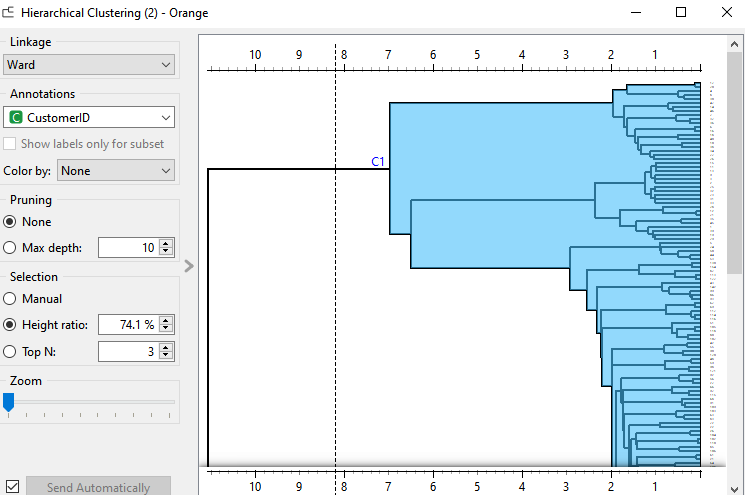 Hierarchical Clustering (2) - Orange
Linkage
Ward
Annotations
C CustomerID
Show labels only for subset
Color by: None
Pruning
None
Max depth: 10
Selection
Manual
Height ratio: 74.1 %
Top N: 3
Zoom
Send Automatically
10 9 8 7 6 5 4 3 2 1
C1
10 9 8 7 6 5 4 3 2 1